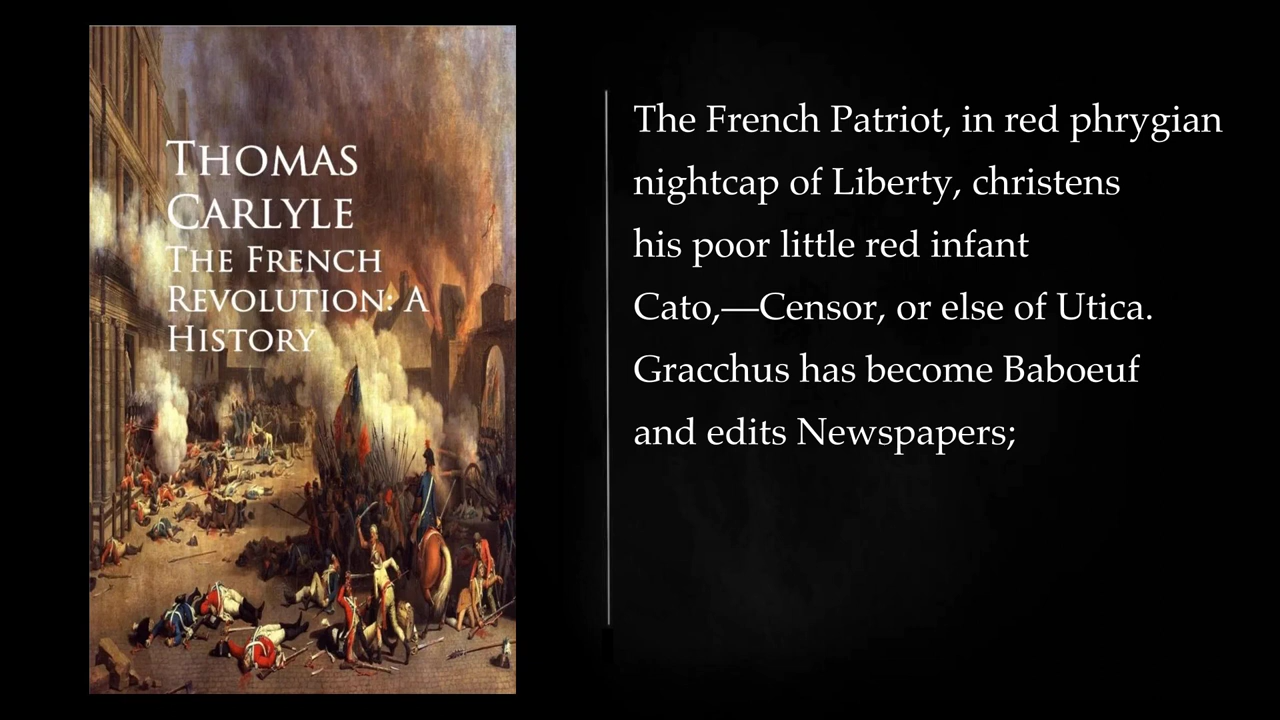 THOMAS
CARLYLE
THE FRENCH
REVOLUTION: A
HISTORY
The French Patriot, in red phrygian
nightcap of Liberty, christens
his poor little red infant
Cato,—Censor, or else of Utica.
Gracchus has become Baboeuf
and edits Newspapers;